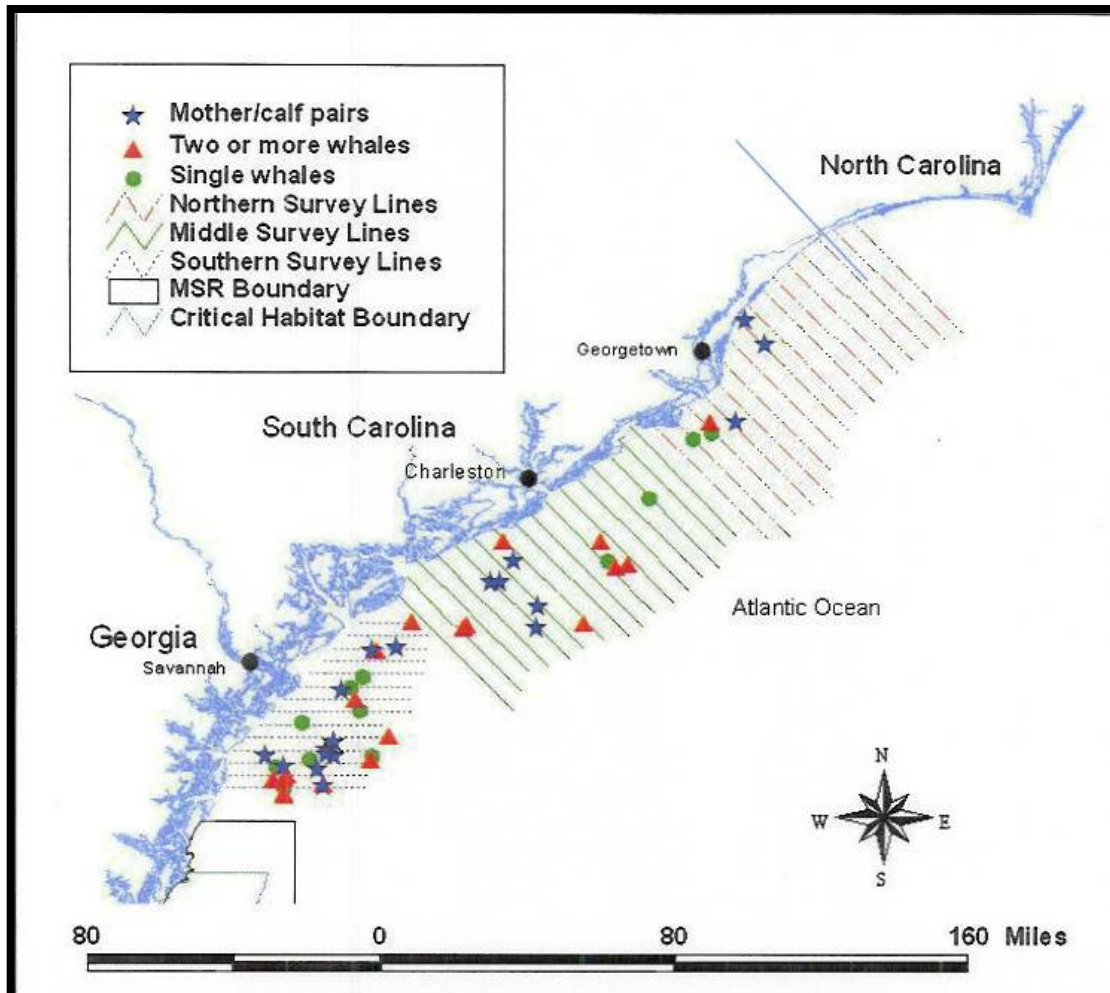 Mother/calf pairs
Two or more whales
Single whales
Northern Survey Lines
Middle Survey Lines
Southern Survey Lines
MSR Boundary
Critical Habitat Boundary
North Carolina
Georgetown
South Carolina
Charleston
Atlantic Ocean
Georgia
Savannah
N
W E
S
80 0 80 160 Miles